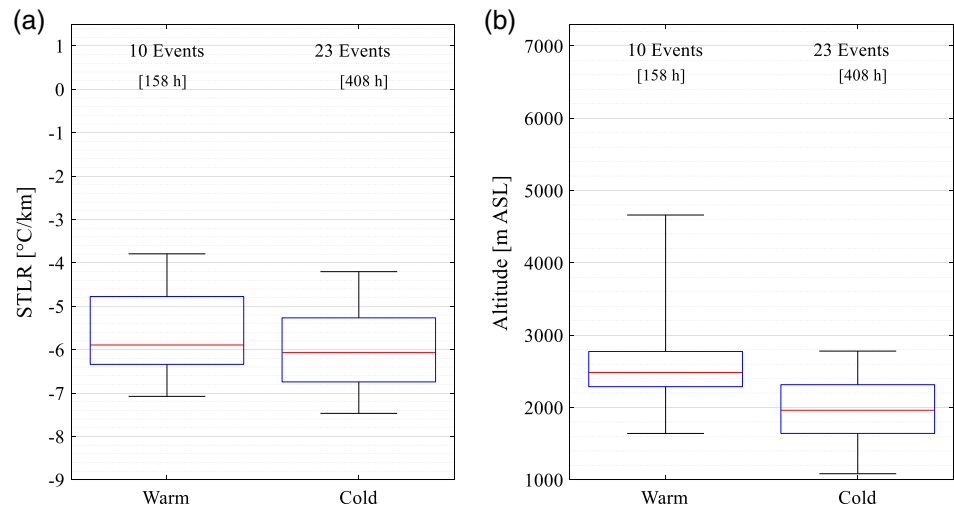 (a)
STLR [°C/km]
1
0
-1
-2
-3
-4
-5
-6
-7
-8
-9
10 Events
[158 h]
23 Events
[408 h]
Warm
Cold
(b)
Altitude [m ASL]
7000
6000
5000
4000
3000
2000
1000
10 Events
[158 h]
23 Events
[408 h]
Warm
Cold